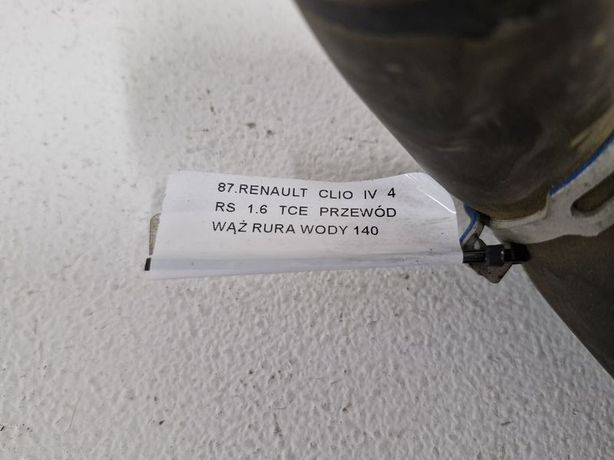 87.RENAULT CLIO IV 4
RS 1.6 TCE PRZEWÓD
WĄŻ RURA WODY 140